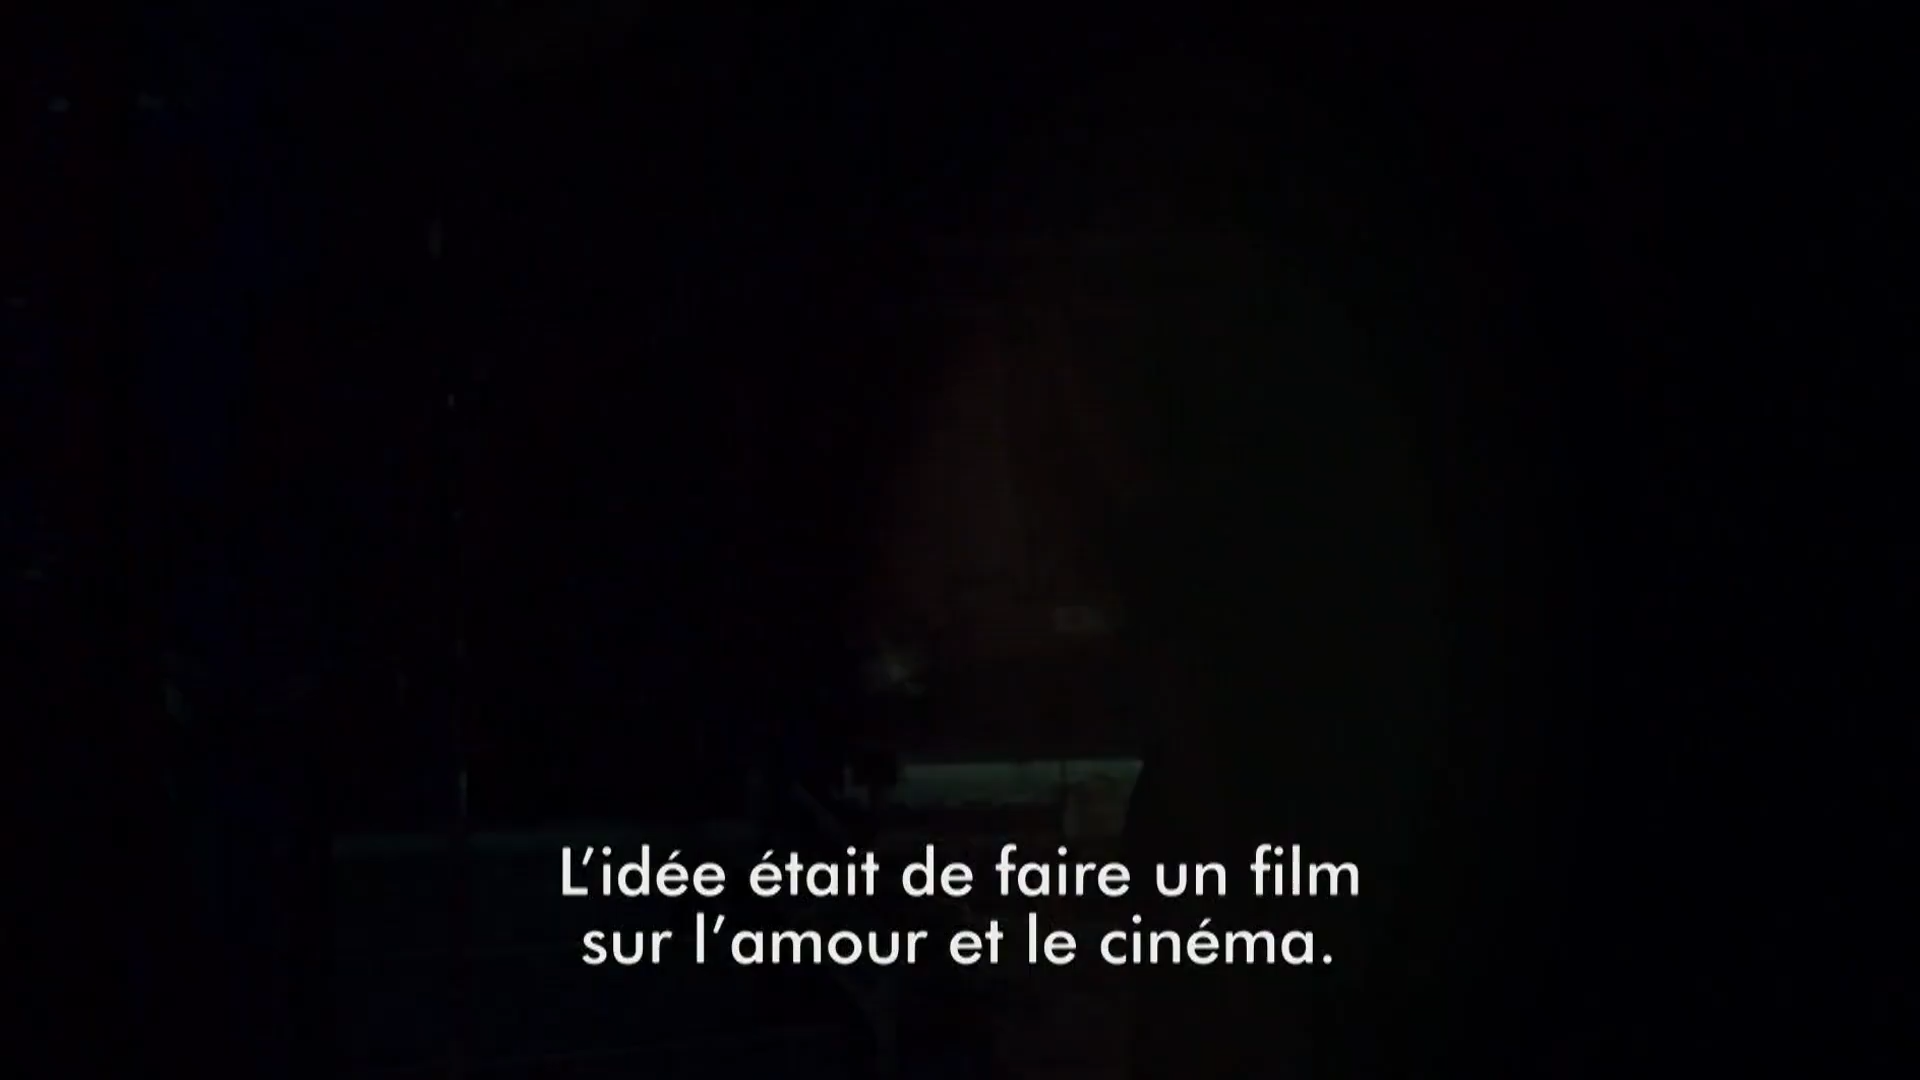 L’idée était de faire un film
sur l’amour et le cinéma.